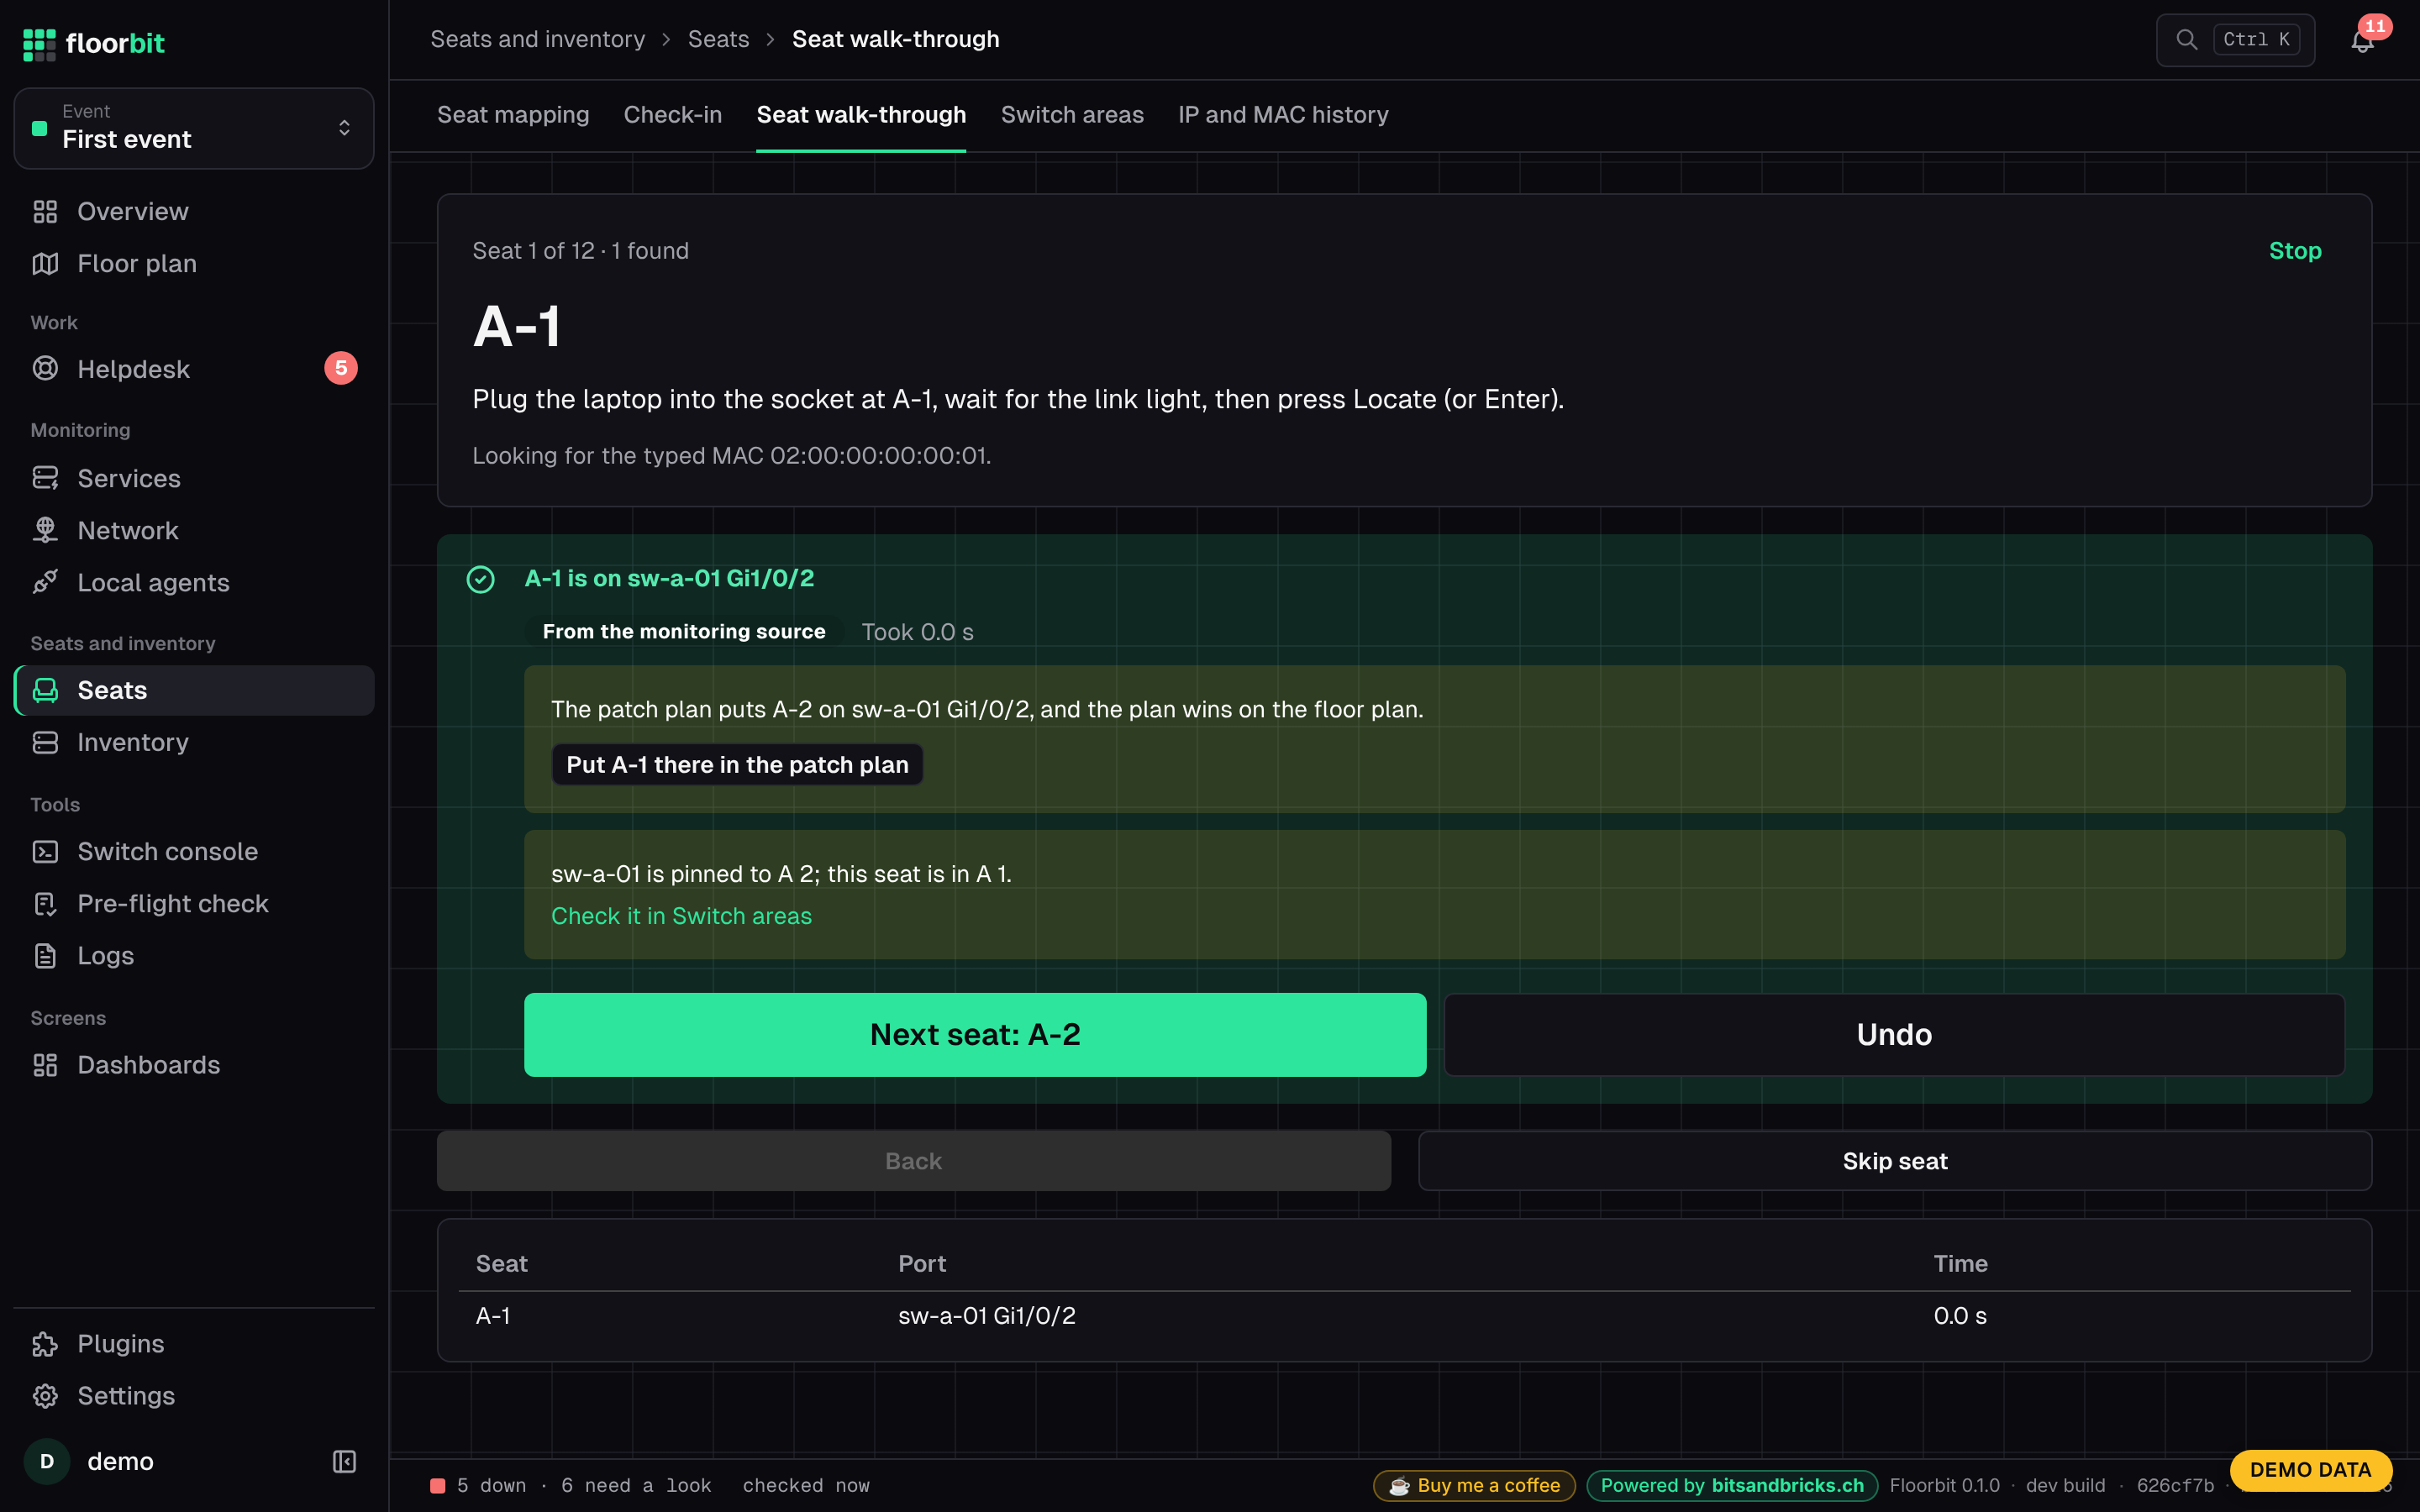 floorbit
Event
First event
Overview
Floor plan
Work
Helpdesk 5
Monitoring
Services
Network
Local agents
Seats and inventory
Seats
Inventory
Tools
Switch console
Pre-flight check
Logs
Screens
Dashboards
Plugins
Settings
D demo
Seats and inventory > Seats > Seat walk-through
Ctrl K
11
Seat mapping Check-in Seat walk-through Switch areas IP and MAC history
Seat 1 of 12 · 1 found
Stop
A-1
Plug the laptop into the socket at A-1, wait for the link light, then press Locate (or Enter).
Looking for the typed MAC 02:00:00:00:00:01.
A-1 is on sw-a-01 Gi1/0/2
From the monitoring source Took 0.0 s
The patch plan puts A-2 on sw-a-01 Gi1/0/2, and the plan wins on the floor plan.
Put A-1 there in the patch plan
sw-a-01 is pinned to A 2; this seat is in A 1.
Check it in Switch areas
Next seat: A-2 Undo
Back Skip seat
Seat Port Time
A-1 sw-a-01 Gi1/0/2 0.0 s
5 down · 6 need a look checked now
Buy me a coffee
Powered by bitsandbricks.ch
Floorbit 0.1.0 · dev build · 626cf7b ·
DEMO DATA